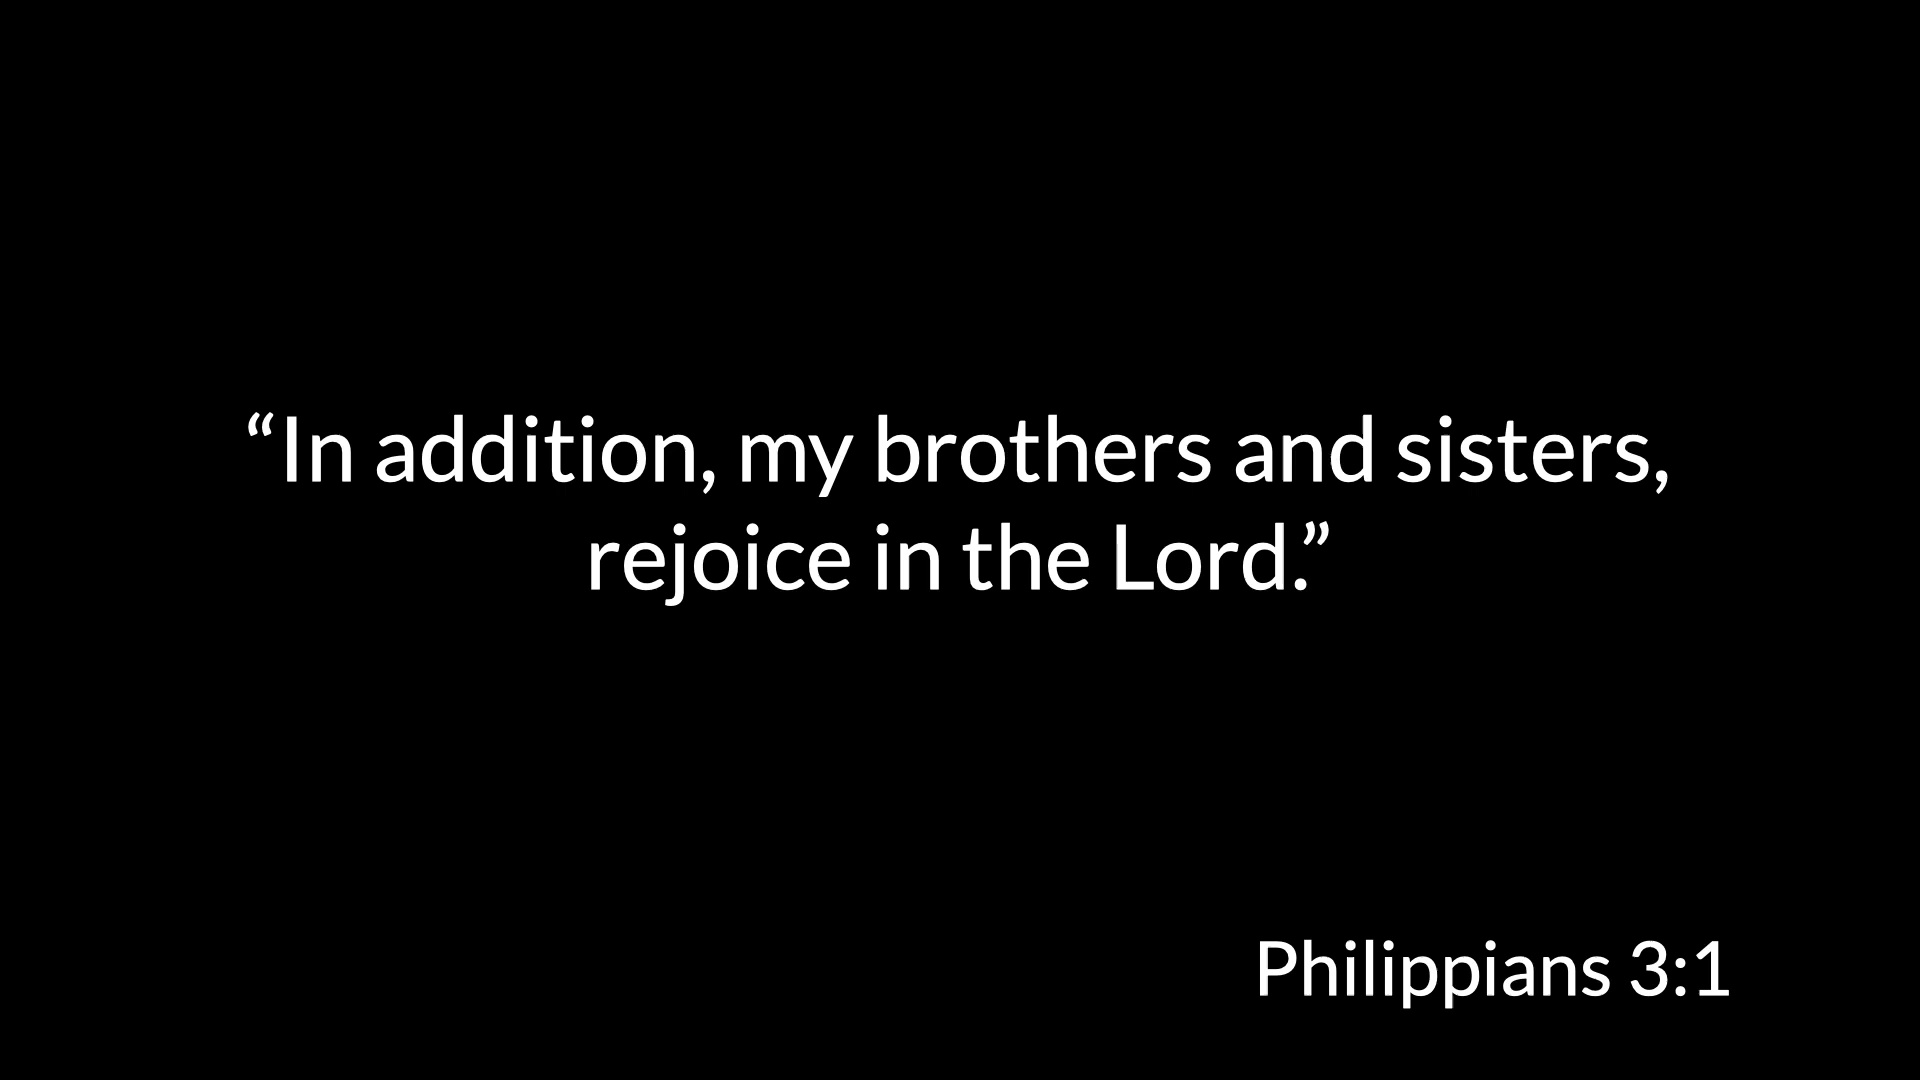 “In addition, my brothers and sisters,
rejoice in the Lord.”
Philippians 3:1